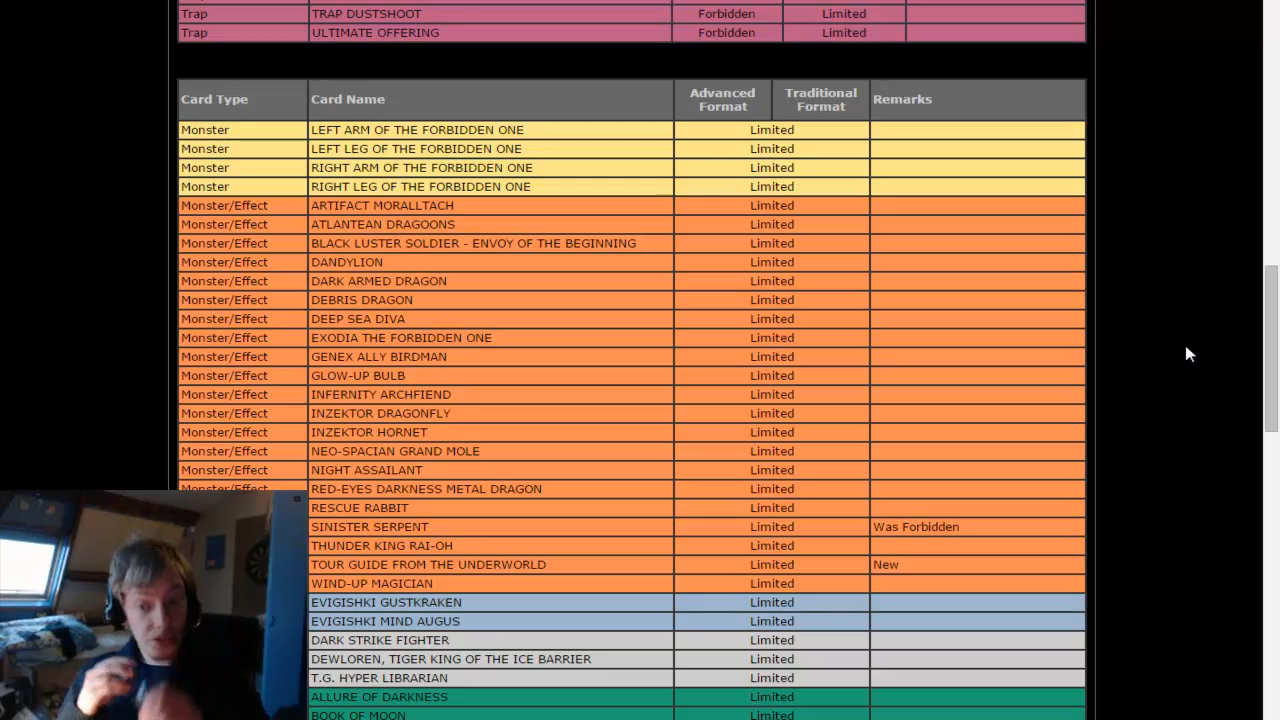 Trap TRAP DUSTSHOOT Forbidden Limited
Trap ULTIMATE OFFERING Forbidden Limited
Card Type Card Name Advanced Format Traditional Format Remarks
Monster LEFT ARM OF THE FORBIDDEN ONE Limited
Monster LEFT LEG OF THE FORBIDDEN ONE Limited
Monster RIGHT ARM OF THE FORBIDDEN ONE Limited
Monster RIGHT LEG OF THE FORBIDDEN ONE Limited
Monster/Effect ARTIFACT MORALLTACH Limited
Monster/Effect ATLANTEAN DRAGOONS Limited
Monster/Effect BLACK LUSTER SOLDIER - ENVOY OF THE BEGINNING Limited
Monster/Effect DANDYLION Limited
Monster/Effect DARK ARMED DRAGON Limited
Monster/Effect DEBRIS DRAGON Limited
Monster/Effect DEEP SEA DIVA Limited
Monster/Effect EXODIA THE FORBIDDEN ONE Limited
Monster/Effect GENEX ALLY BIRDMAN Limited
Monster/Effect GLOW-UP BULB Limited
Monster/Effect INFERNITY ARCHFIEND Limited
Monster/Effect INZEKTOR DRAGONFLY Limited
Monster/Effect INZEKTOR HORNET Limited
Monster/Effect NEO-SPACIAN GRAND MOLE Limited
Monster/Effect NIGHT ASSAILANT Limited
Monster/Effect RED-EYES DARKNESS METAL DRAGON Limited
RESCUE RABBIT Limited
SINISTER SERPENT Limited Was Forbidden
THUNDER KING RAI-OH Limited
TOUR GUIDE FROM THE UNDERWORLD Limited New
WIND-UP MAGICIAN Limited
EVIGISHKI GUSTKRAKEN Limited
EVIGISHKI MIND AUGUS Limited
DARK STRIKE FIGHTER Limited
DEWLOREN, TIGER KING OF THE ICE BARRIER Limited
T.G. HYPER LIBRARIAN Limited
ALLURE OF DARKNESS Limited
BOOK OF MOON Limited